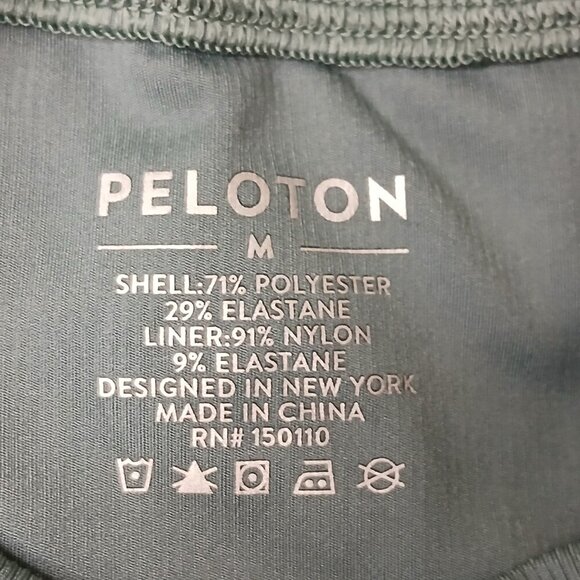 PELOTON
M
SHELL:71% POLYESTER
29% ELASTANE
LINER:91% NYLON
9% ELASTANE
DESIGNED IN NEW YORK
MADE IN CHINA
RN# 150110